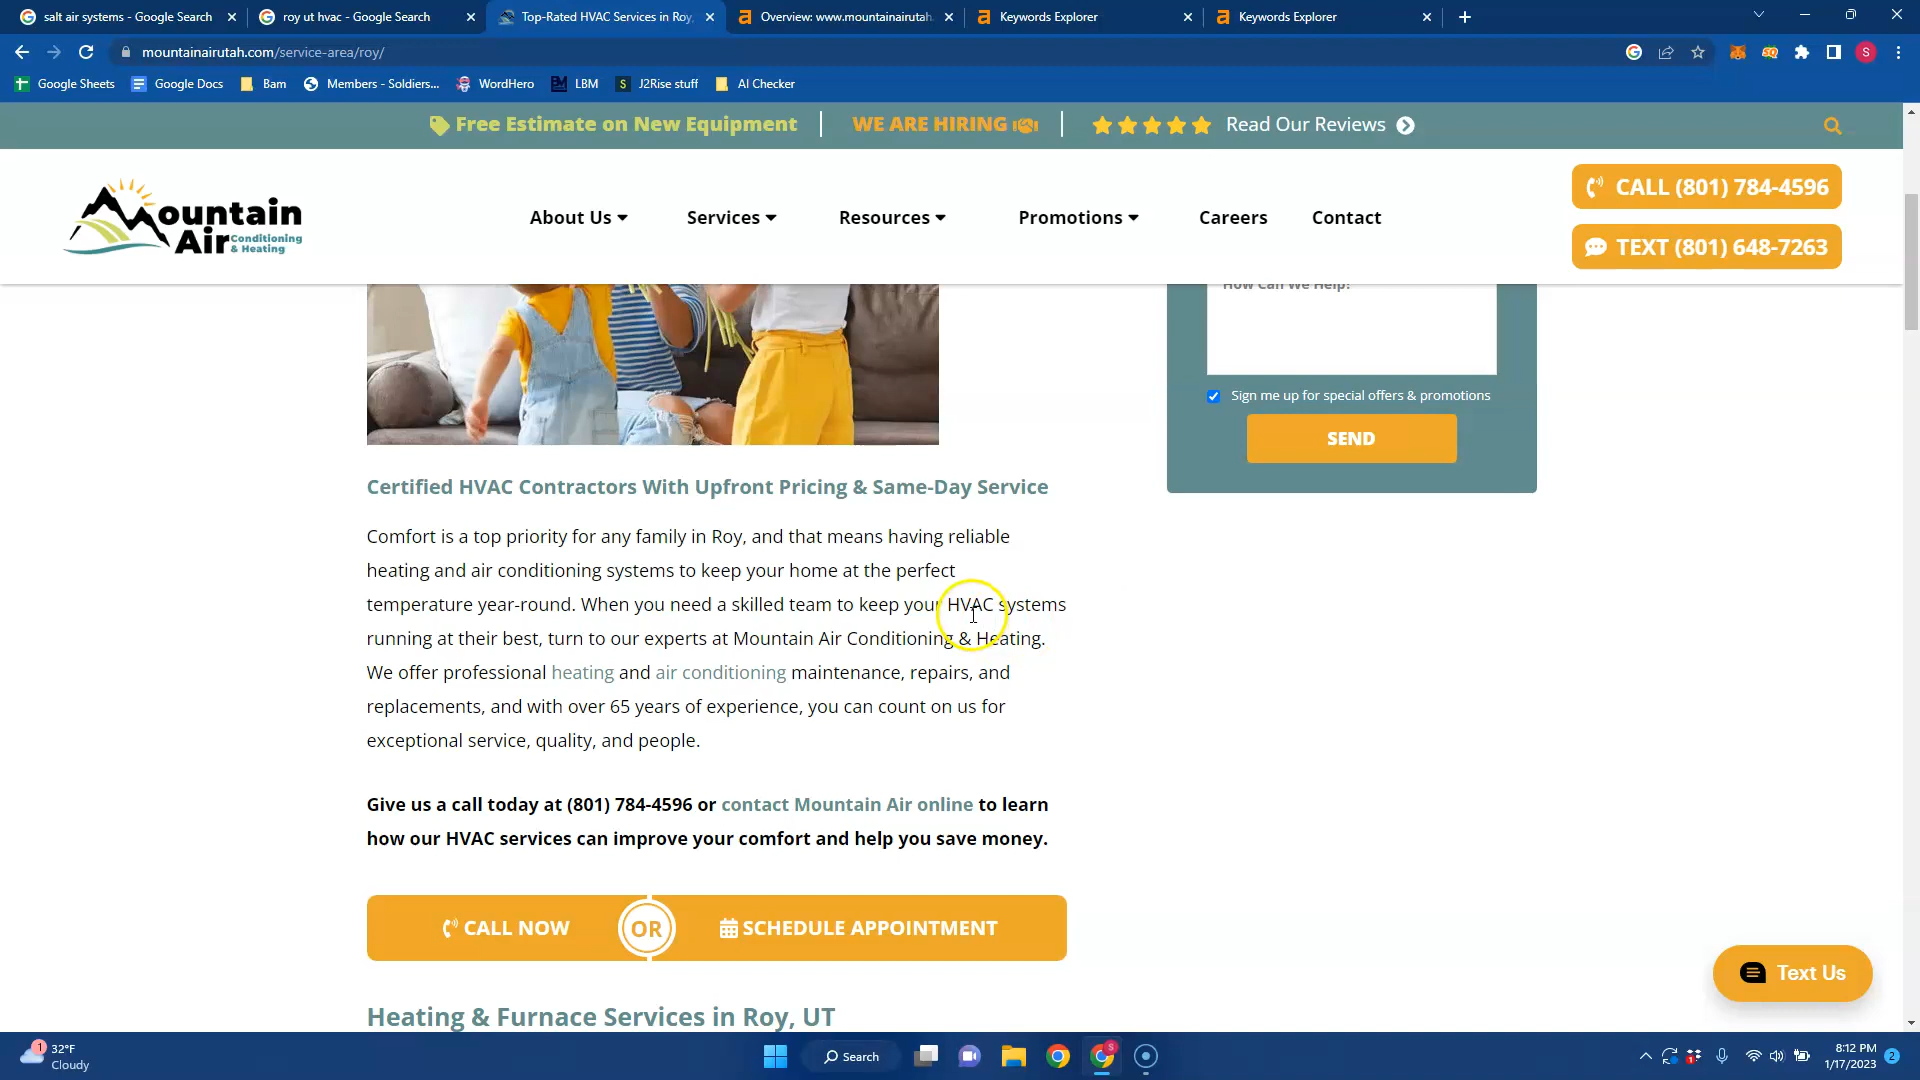 salt air systems - Google Search
roy ut hvac - Google Search
Top-Rated HVAC Services in Roy,
Overview: www.mountainairutah.
Keywords Explorer
Keywords Explorer
mountainairutah.com/service-area/roy/
Google Sheets
Google Docs
Bam
Members - Soldiers...
WordHero
LBM
J2Rise stuff
AI Checker
Free Estimate on New Equipment
WE ARE HIRING
Read Our Reviews
Mountain
Air Conditioning
& Heating
About Us
Services
Resources
Promotions
Careers
Contact
CALL (801) 784-4596
TEXT (801) 648-7263
How Can We Help?
Sign me up for special offers & promotions
SEND
Certified HVAC Contractors With Upfront Pricing & Same-Day Service
Comfort is a top priority for any family in Roy, and that means having reliable
heating and air conditioning systems to keep your home at the perfect
temperature year-round. When you need a skilled team to keep your HVAC systems
running at their best, turn to our experts at Mountain Air Conditioning & Heating.
We offer professional heating and air conditioning maintenance, repairs, and
replacements, and with over 65 years of experience, you can count on us for
exceptional service, quality, and people.
Give us a call today at (801) 784-4596 or contact Mountain Air online to learn
how our HVAC services can improve your comfort and help you save money.
CALL NOW
OR
SCHEDULE APPOINTMENT
Text Us
Heating & Furnace Services in Roy, UT
1
32°F
Cloudy
Search
8:12 PM
1/17/2023
2